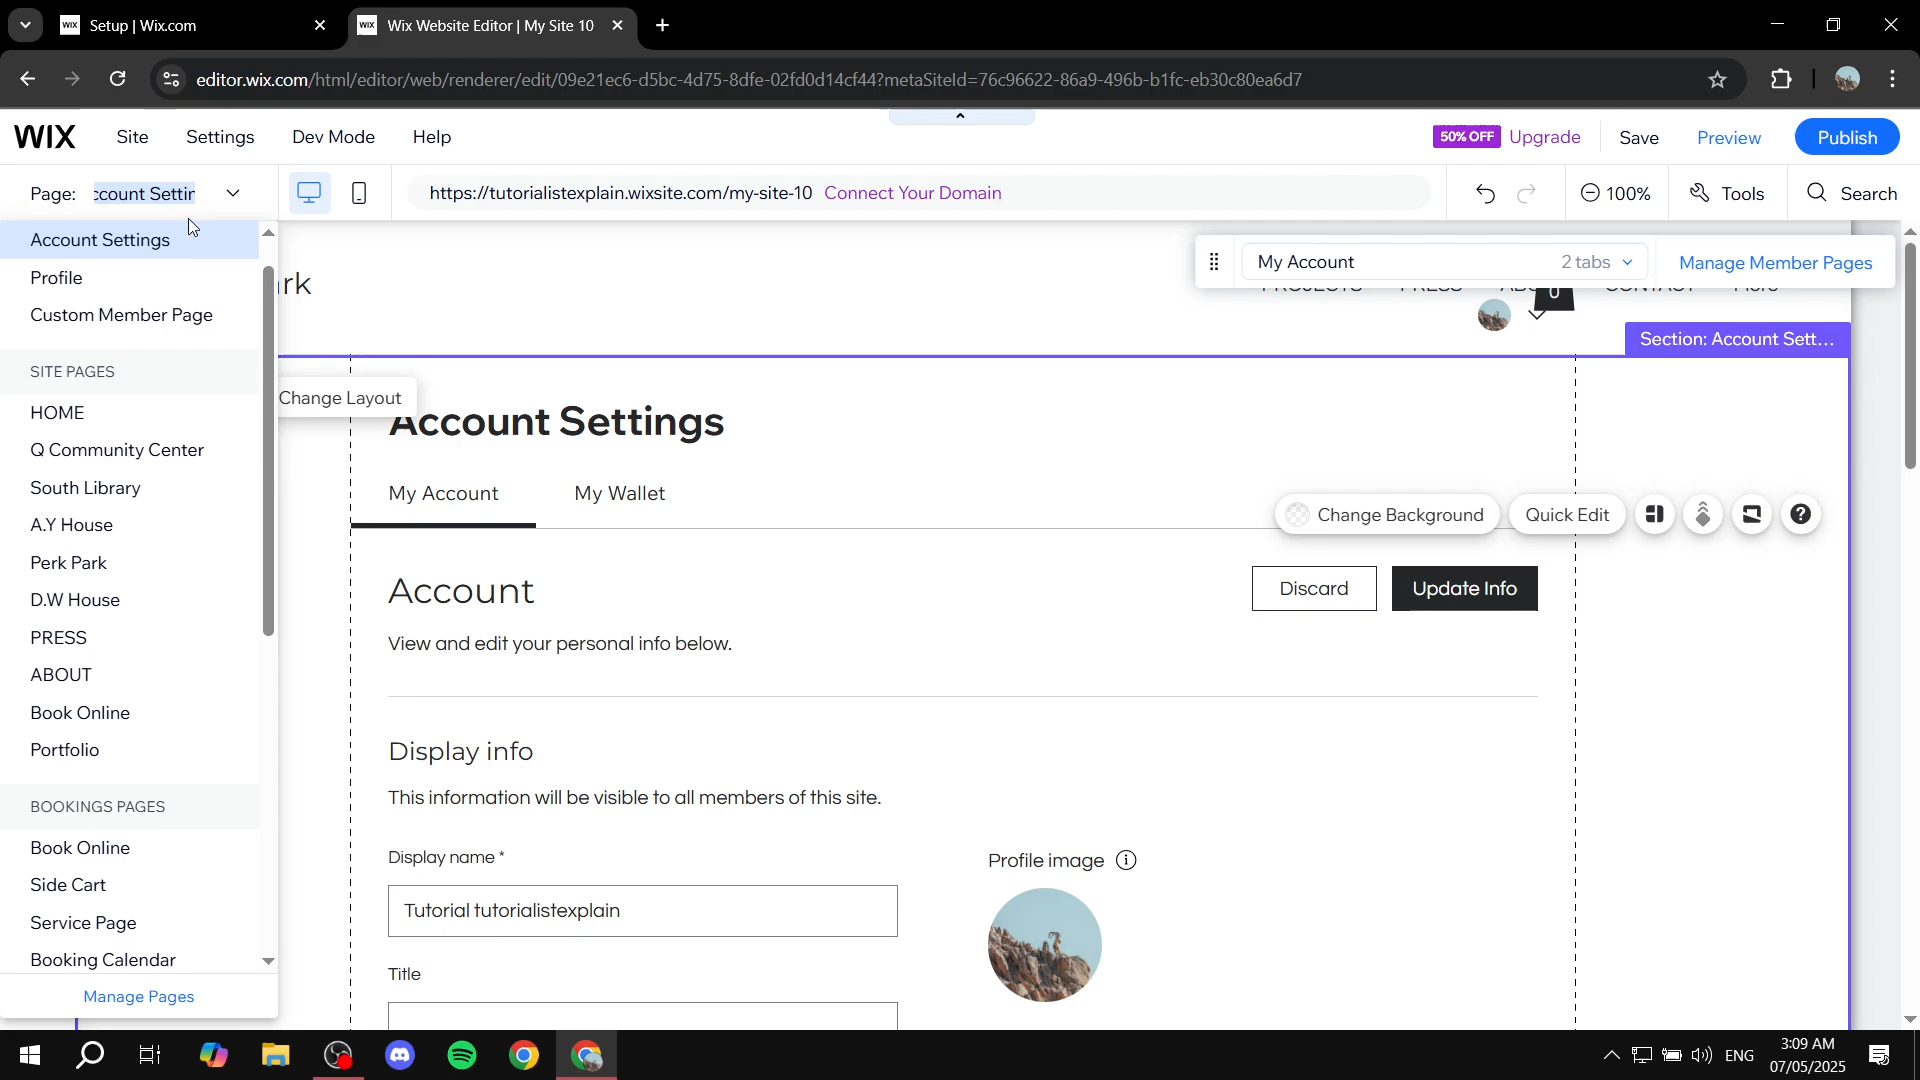 WIX
Setup | Wix.com
WIX
Wix Website Editor | My Site 10
editor.wix.com/html/editor/web/renderer/edit/09e21ec6-d5bc-4d75-8dfe-02fd0d14cf44?metaSiteId=76c96622-86a9-496b-b1fc-eb30c80ea6d7
WIX
Site
Settings
Dev Mode
Help
50% OFF
Upgrade
Save
Preview
Publish
Page:
ccount Settir
https://tutorialistexplain.wixsite.com/my-site-10
Connect Your Domain
100%
Tools
Search
Account Settings
Profile
Custom Member Page
SITE PAGES
HOME
Q Community Center
South Library
A.Y House
Perk Park
D.W House
PRESS
ABOUT
Book Online
Portfolio
BOOKINGS PAGES
Book Online
Side Cart
Service Page
Booking Calendar
Manage Pages
rk
My Account
2 tabs
Manage Member Pages
0
Section: Account Sett...
Change Layout
Account Settings
My Account
My Wallet
Change Background
Quick Edit
?
Account
Discard
Update Info
View and edit your personal info below.
Display info
This information will be visible to all members of this site.
Display name *
Profile image
Tutorial tutorialistexplain
Title
ENG
3:09 AM
07/05/2025